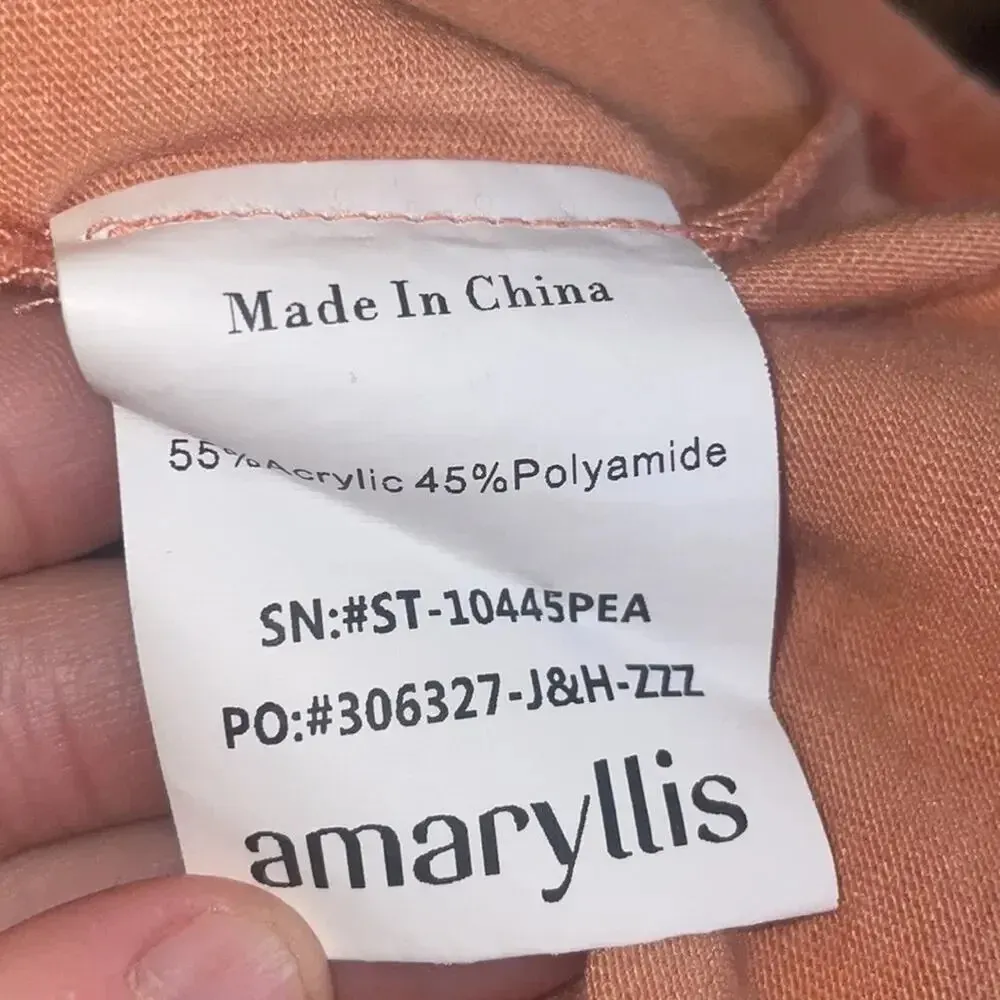 Made In China
55%Acrylic 45%Polyamide
SN:#ST-10445PEA
PO:#306327-J&H-ZZZ
amaryllis